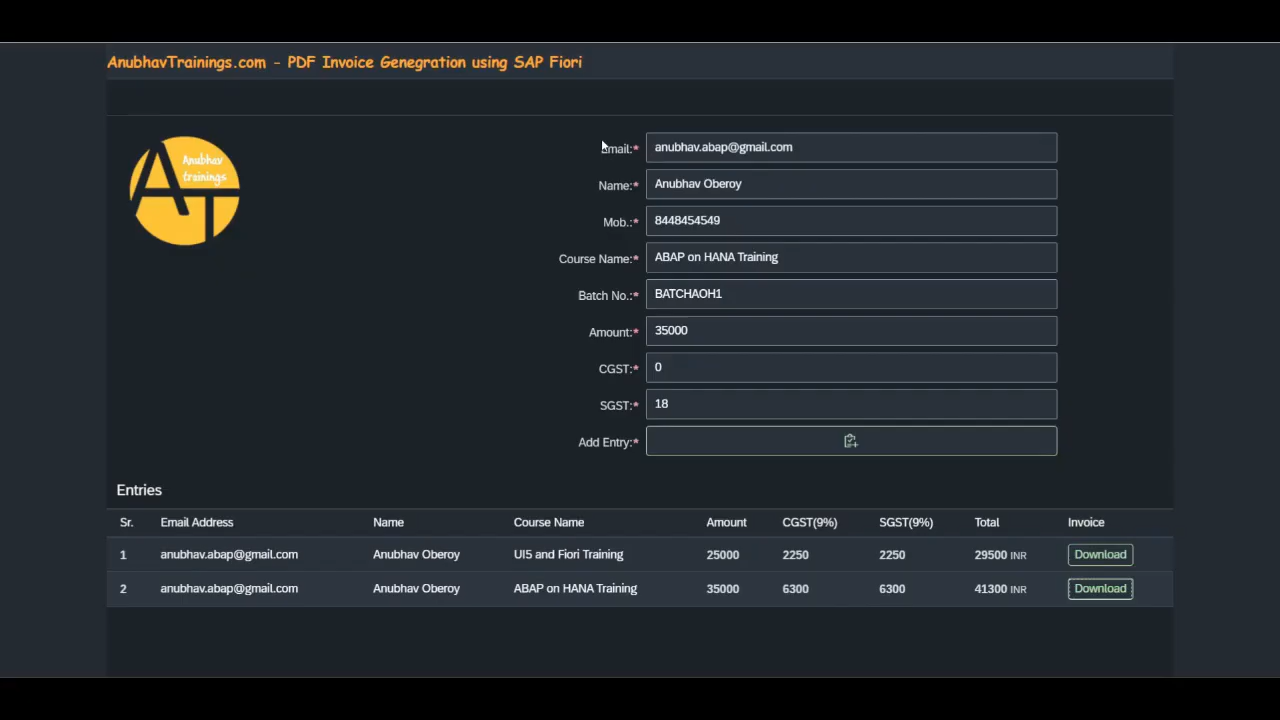 AnubhavTrainings.com - PDF Invoice Genegration using SAP Fiori
Anubhav
trainings
AT
Email:* anubhav.abap@gmail.com
Name:* Anubhav Oberoy
Mob.:* 8448454549
Course Name:* ABAP on HANA Training
Batch No.:* BATCHAOH1
Amount:* 35000
CGST:* 0
SGST:* 18
Add Entry:*
Entries
Sr. Email Address Name Course Name Amount CGST(9%) SGST(9%) Total Invoice
1 anubhav.abap@gmail.com Anubhav Oberoy UI5 and Fiori Training 25000 2250 2250 29500 INR Download
2 anubhav.abap@gmail.com Anubhav Oberoy ABAP on HANA Training 35000 6300 6300 41300 INR Download